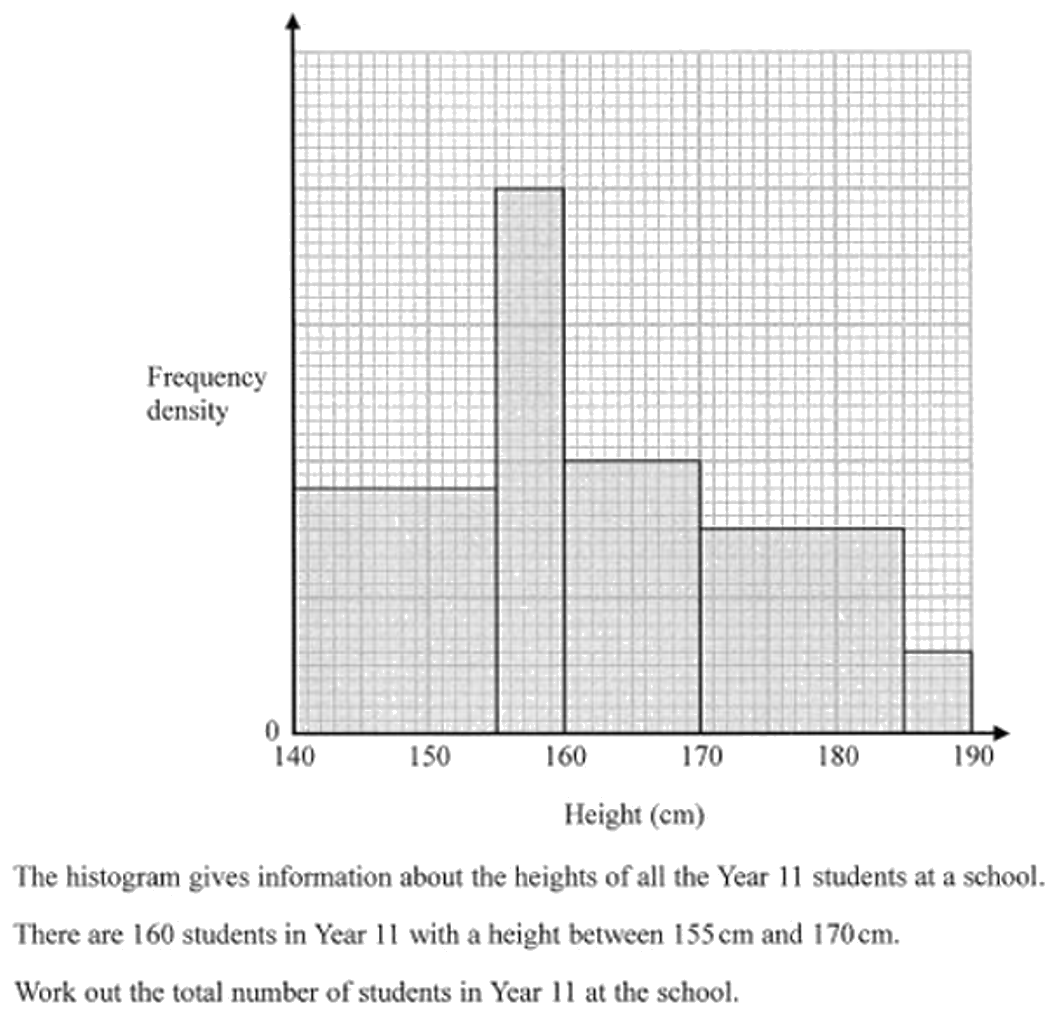 Frequency
density
0
140 150 160 170 180 190
Height (cm)
The histogram gives information about the heights of all the Year 11 students at a school.
There are 160 students in Year 11 with a height between 155 cm and 170 cm.
Work out the total number of students in Year 11 at the school.